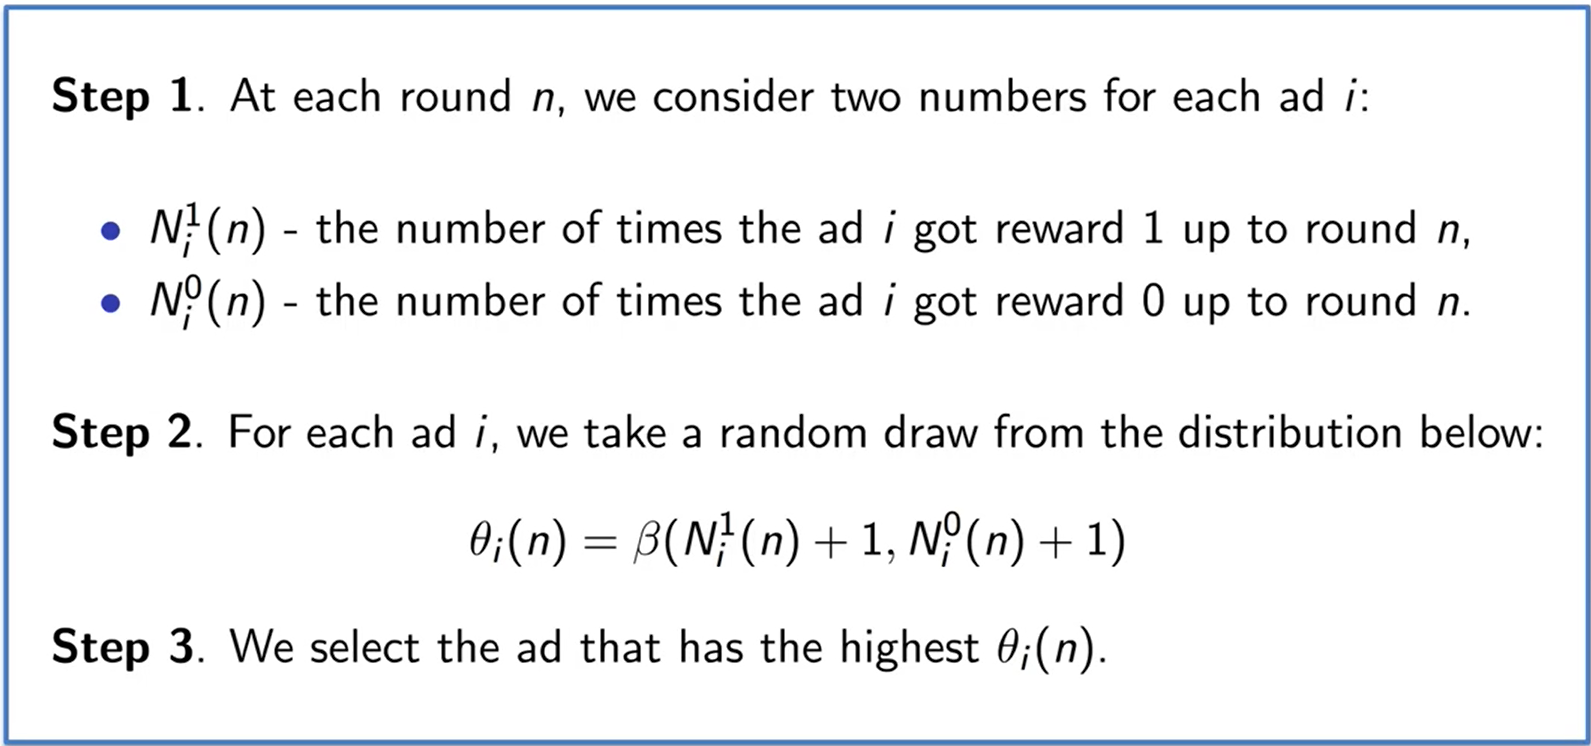 Step 1. At each round n, we consider two numbers for each ad i:
• N_i^1(n) - the number of times the ad i got reward 1 up to round n,
• N_i^0(n) - the number of times the ad i got reward 0 up to round n.
Step 2. For each ad i, we take a random draw from the distribution below:
θ_i(n) = β(N_i^1(n) + 1, N_i^0(n) + 1)
Step 3. We select the ad that has the highest θ_i(n).